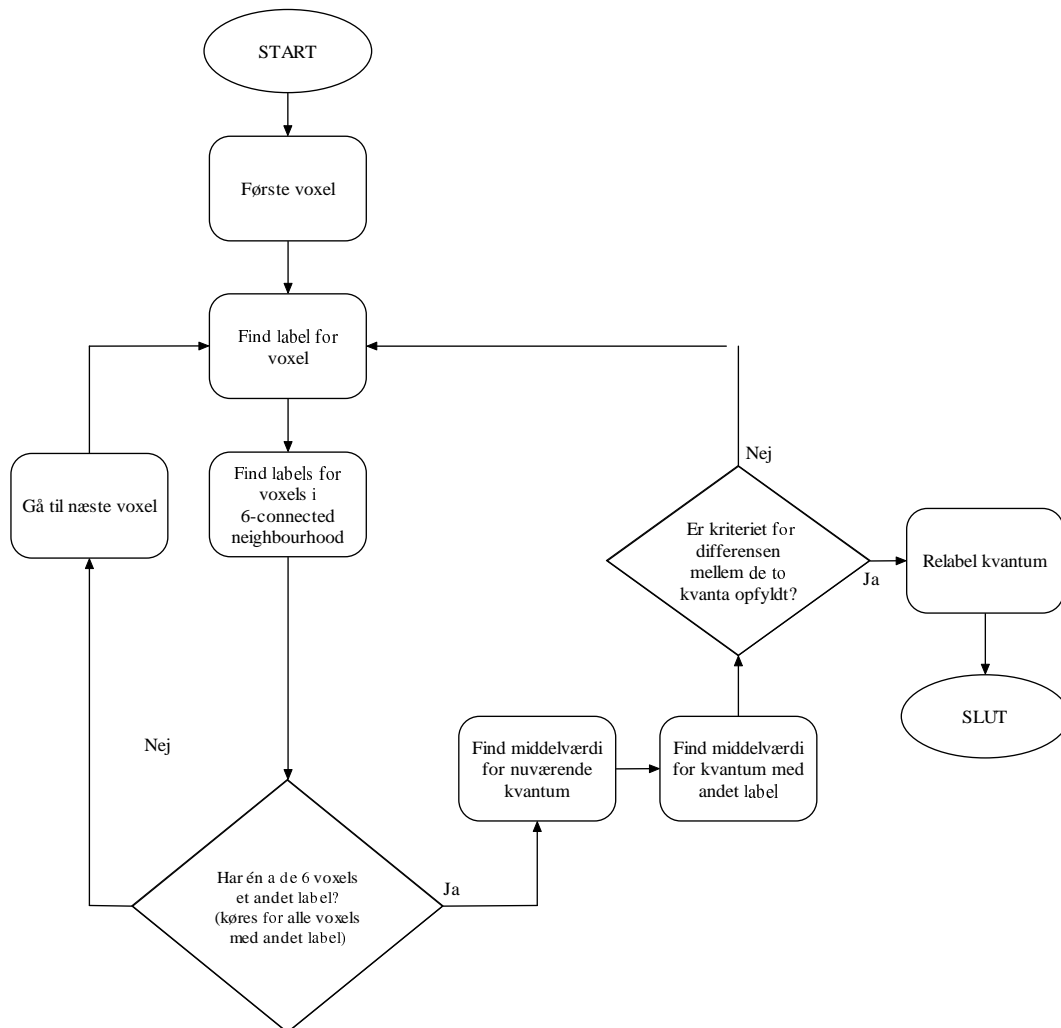 START
Første voxel
Find label for
voxel
Find labels for
voxels i
6-connected
neighbourhood
Gå til næste voxel
Nej
Er kriteriet for
differensen
mellem de to
kvanta opfyldt?
Ja
Relabel kvantum
SLUT
Nej
Find middelværdi
for nuværende
kvantum
Find middelværdi
for kvantum med
andet label
Har én a de 6 voxels
et andet label?
(køres for alle voxels
med andet label)
Ja